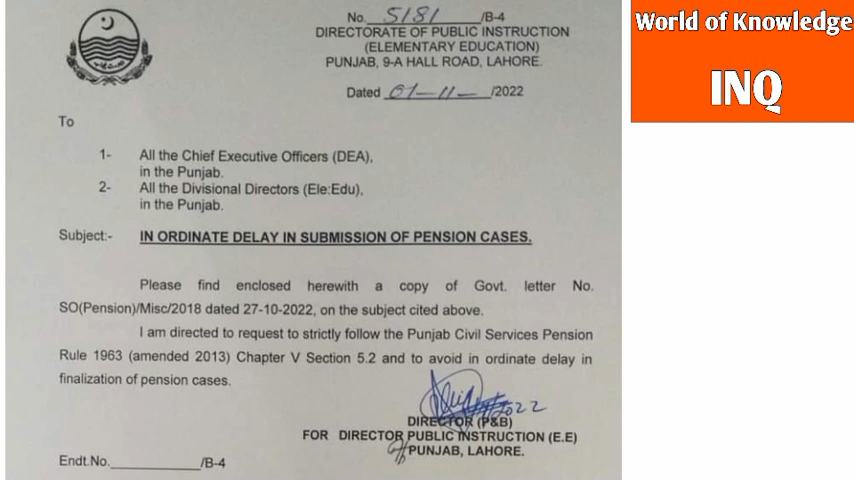 No. 5181 /B-4
DIRECTORATE OF PUBLIC INSTRUCTION
(ELEMENTARY EDUCATION)
PUNJAB, 9-A HALL ROAD, LAHORE.
Dated 01-11- /2022
To
1- All the Chief Executive Officers (DEA),
in the Punjab.
2- All the Divisional Directors (Ele:Edu),
in the Punjab.
Subject:- IN ORDINATE DELAY IN SUBMISSION OF PENSION CASES.
Please find enclosed herewith a copy of Govt. letter No.
SO(Pension)/Misc/2018 dated 27-10-2022, on the subject cited above.
I am directed to request to strictly follow the Punjab Civil Services Pension
Rule 1963 (amended 2013) Chapter V Section 5.2 and to avoid in ordinate delay in
finalization of pension cases.
2022
DIRECTOR (P&B)
FOR DIRECTOR PUBLIC INSTRUCTION (E.E)
PUNJAB, LAHORE.
Endt.No.____________/B-4
World of Knowledge
INQ